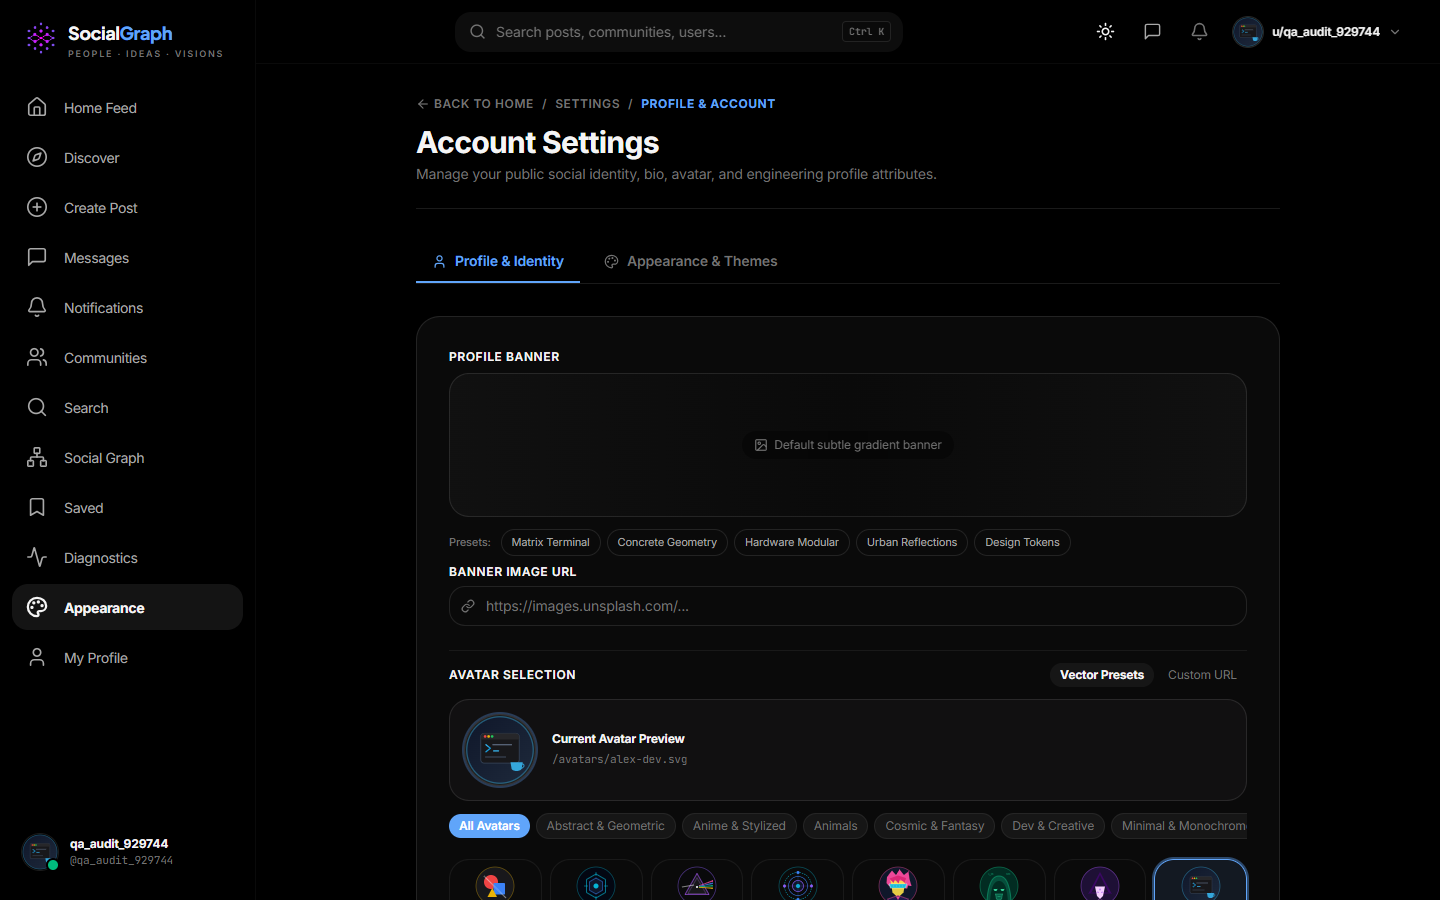 SocialGraph
PEOPLE · IDEAS · VISIONS
Search posts, communities, users...
Ctrl K
u/qa_audit_929744
Home Feed
Discover
Create Post
Messages
Notifications
Communities
Search
Social Graph
Saved
Diagnostics
Appearance
My Profile
qa_audit_929744
@qa_audit_929744
BACK TO HOME / SETTINGS / PROFILE & ACCOUNT
Account Settings
Manage your public social identity, bio, avatar, and engineering profile attributes.
Profile & Identity
Appearance & Themes
PROFILE BANNER
Default subtle gradient banner
Presets: Matrix Terminal Concrete Geometry Hardware Modular Urban Reflections Design Tokens
BANNER IMAGE URL
https://images.unsplash.com/...
AVATAR SELECTION
Vector Presets Custom URL
Current Avatar Preview
/avatars/alex-dev.svg
All Avatars Abstract & Geometric Anime & Stylized Animals Cosmic & Fantasy Dev & Creative Minimal & Monochrom